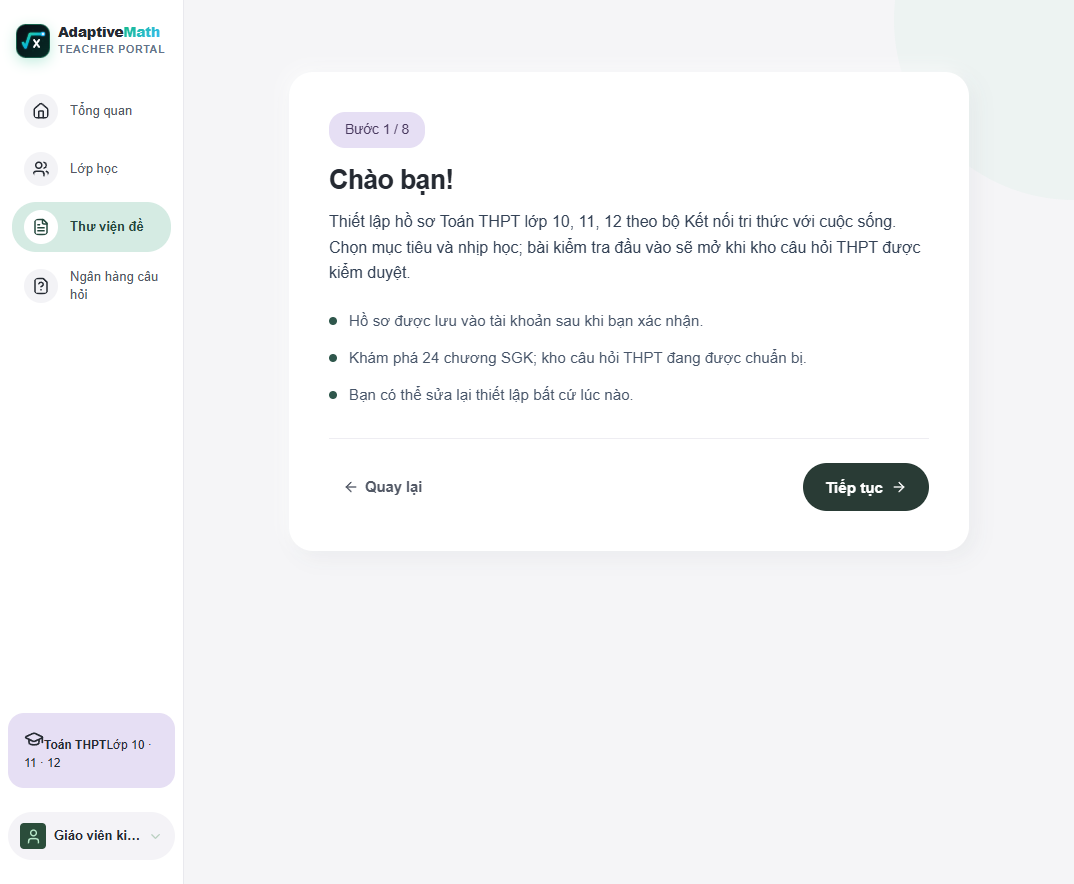 AdaptiveMath
TEACHER PORTAL
Tổng quan
Lớp học
Thư viện đề
Ngân hàng câu
hỏi
Toán THPTLớp 10 ·
11 · 12
Giáo viên ki...
Bước 1 / 8
Chào bạn!
Thiết lập hồ sơ Toán THPT lớp 10, 11, 12 theo bộ Kết nối tri thức với cuộc sống.
Chọn mục tiêu và nhịp học; bài kiểm tra đầu vào sẽ mở khi kho câu hỏi THPT được
kiểm duyệt.
Hồ sơ được lưu vào tài khoản sau khi bạn xác nhận.
Khám phá 24 chương SGK; kho câu hỏi THPT đang được chuẩn bị.
Bạn có thể sửa lại thiết lập bất cứ lúc nào.
← Quay lại
Tiếp tục →